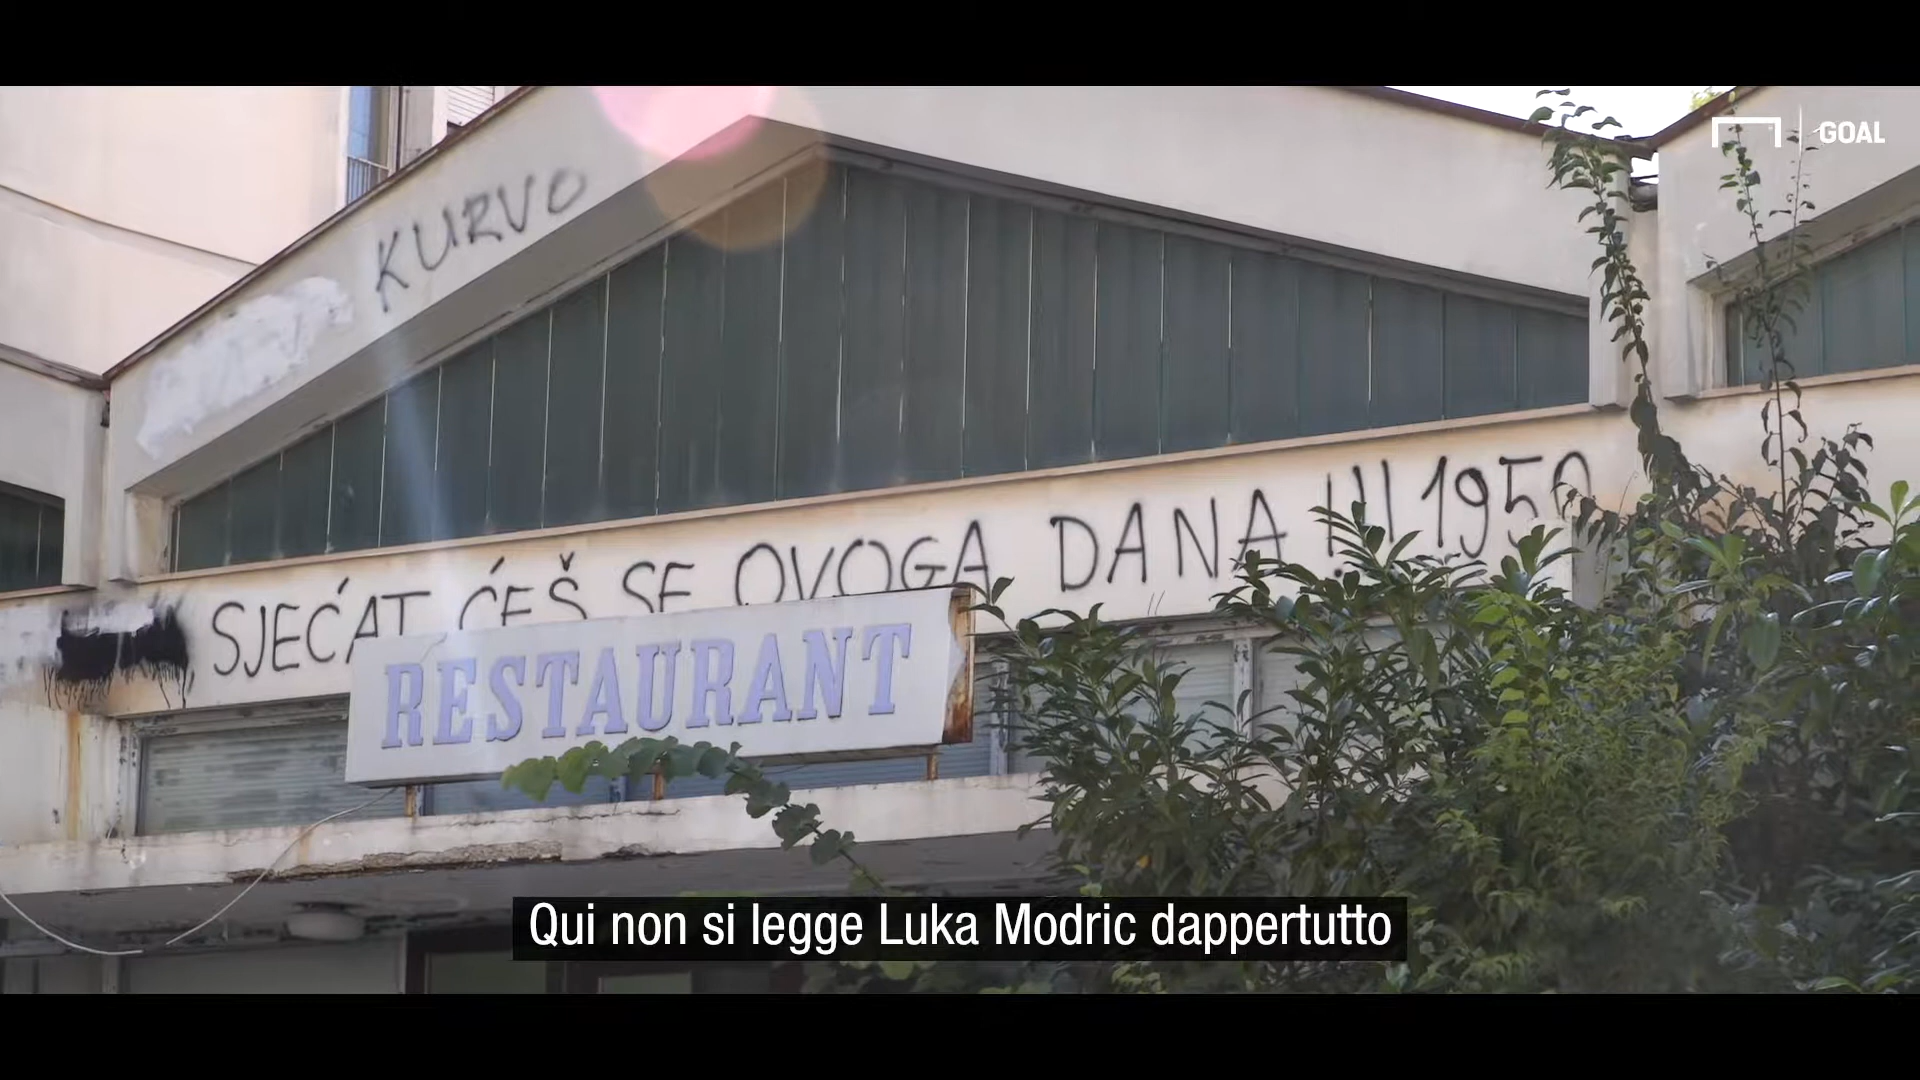 GOAL
KURVO
SJEĆAT ĆEŠ SE OVOGA DANA !!! 1950
RESTAURANT
Qui non si legge Luka Modric dappertutto